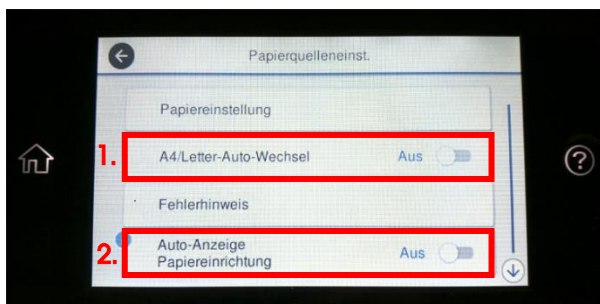 Papierquelleneinst.
Papiereinstellung
1. A4/Letter-Auto-Wechsel Aus
Fehlerhinweis
2. Auto-Anzeige Aus
Papiereinrichtung